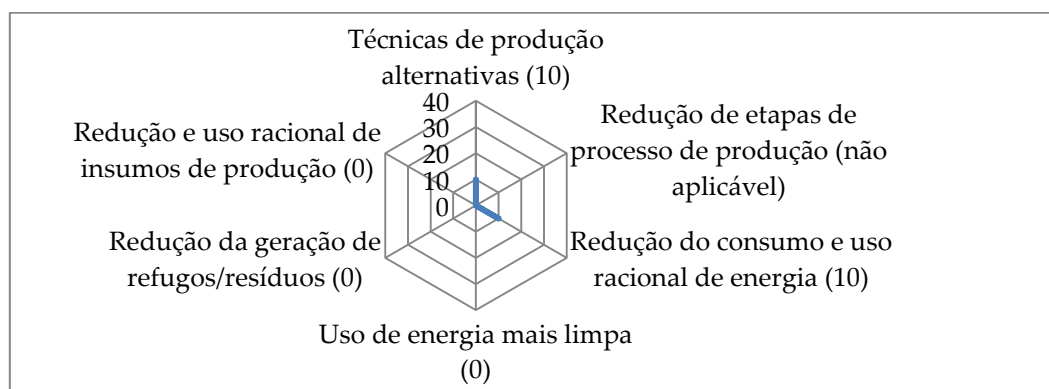 Técnicas de produção
alternativas (10)
40
30
20
10
0
Redução de etapas de
processo de produção (não
aplicável)
Redução do consumo e uso
racional de energia (10)
Uso de energia mais limpa
(0)
Redução da geração de
refugos/resíduos (0)
Redução e uso racional de
insumos de produção (0)